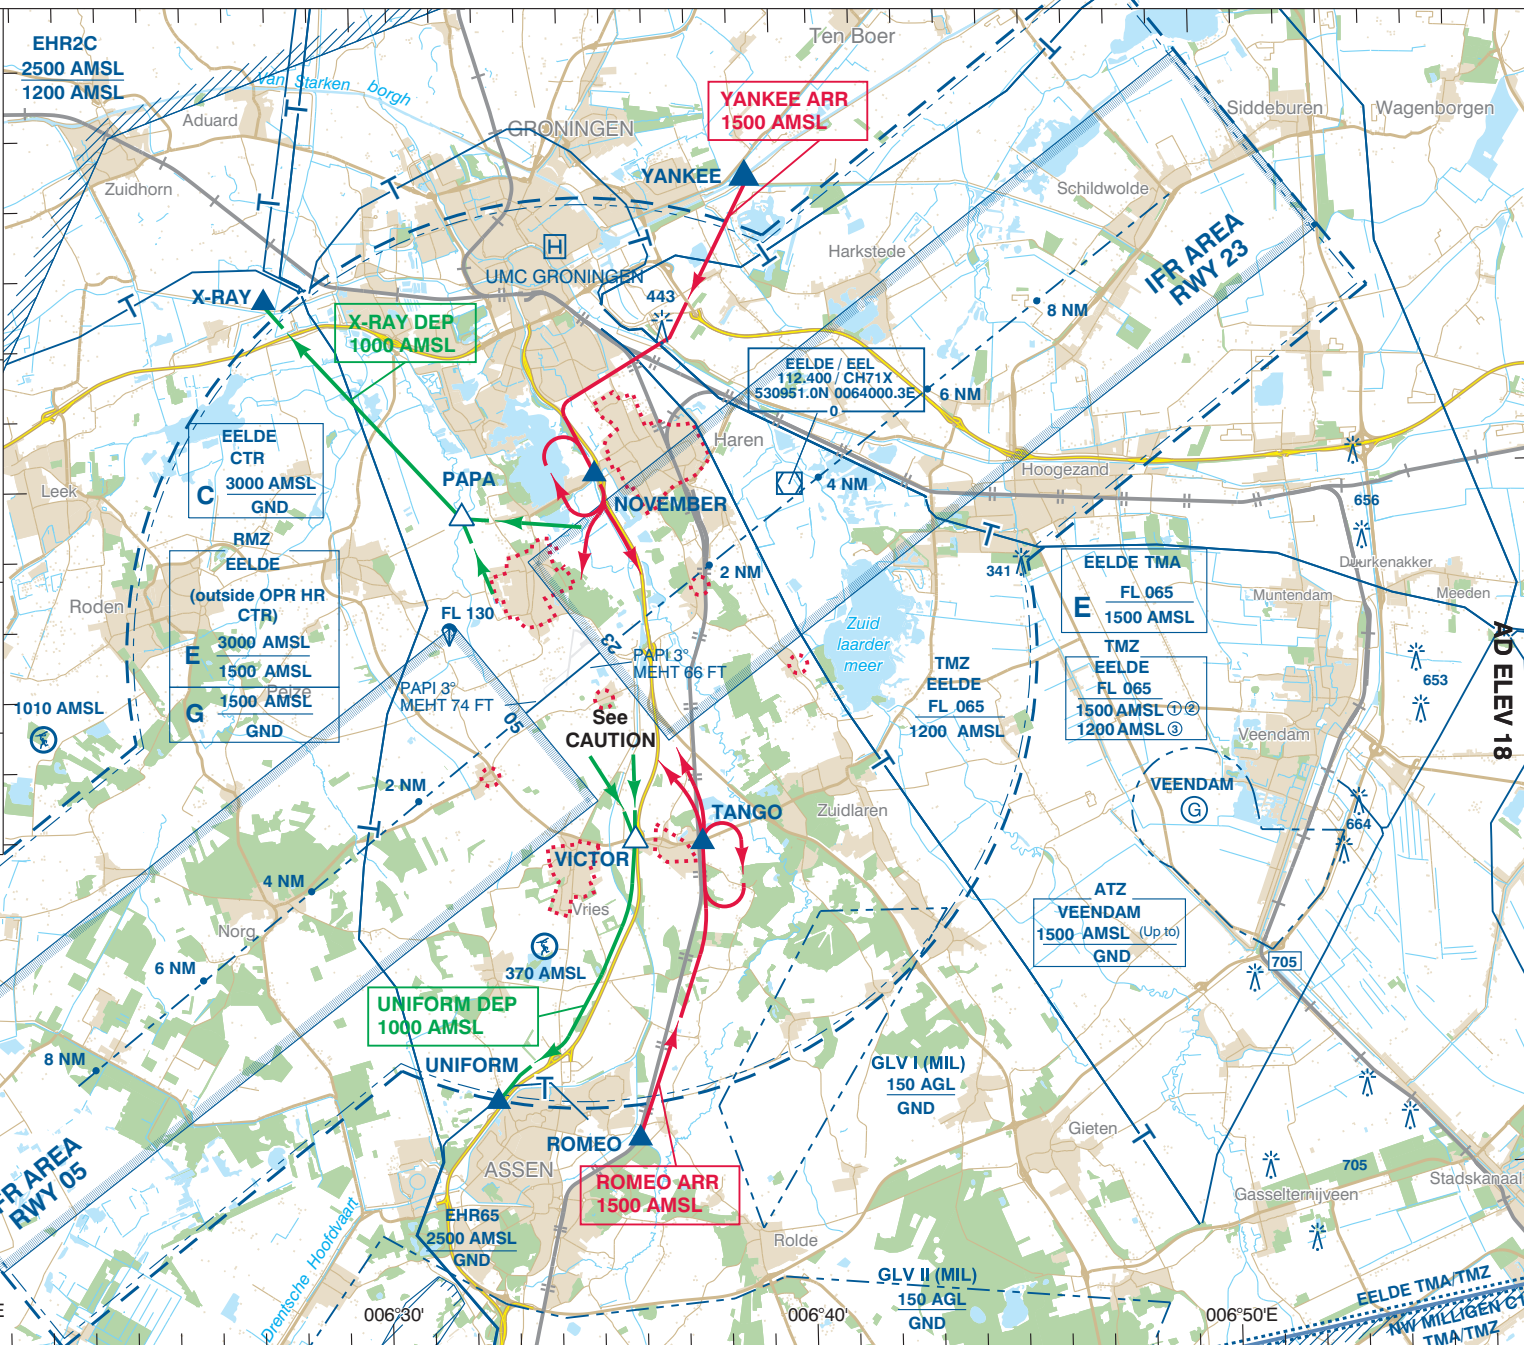 EHR2C
2500 AMSL
1200 AMSL
Van Starken borgh
Aduard
Zuidhorn
GRONINGEN
Ten Boer
YANKEE ARR
1500 AMSL
YANKEE
Siddeburen
Wagenborgen
Schildwolde
Harkstede
IFR AREA
RWY 23
H
UMC GRONINGEN
443
X-RAY
X-RAY DEP
1000 AMSL
8 NM
EELDE / EEL
112.400 / CH71X
530951.0N 0064000.3E
0
6 NM
Haren
EELDE
CTR
C
3000 AMSL
GND
Leek
PAPA
NOVEMBER
4 NM
Hoogezand
656
RMZ
EELDE
(outside OPR HR
CTR)
E
3000 AMSL
1500 AMSL
G
1500 AMSL
GND
Roden
Peize
2 NM
T
341
EELDE TMA
E
FL 065
1500 AMSL
Duurkenakker
Muntendam
Meeden
FL 130
23
PAPI 3°
MEHT 66 FT
Zuid
laarder
meer
TMZ
EELDE
FL 065
1200 AMSL
TMZ
EELDE
FL 065
1500 AMSL ① ②
1200 AMSL ③
AD ELEV 18
653
1010 AMSL
PAPI 3°
MEHT 74 FT
05
See
CAUTION
Veendam
2 NM
VEENDAM
G
664
TANGO
Zuidlaren
VICTOR
4 NM
Vries
Norg
ATZ
VEENDAM
1500 AMSL (Up to)
GND
6 NM
370 AMSL
705
UNIFORM DEP
1000 AMSL
8 NM
UNIFORM
T
GLV I (MIL)
150 AGL
GND
ROMEO
Gieten
ASSEN
ROMEO ARR
1500 AMSL
705
Stadskanaal
Gasselternijveen
IFR AREA
RWY 05
Drentsche Hoofdvaart
EHR65
2500 AMSL
GND
Rolde
GLV II (MIL)
150 AGL
GND
EELDE TMA/TMZ
NW MILLIGEN C
TMA/TMZ
E
006°30'
006°40'
006°50'E